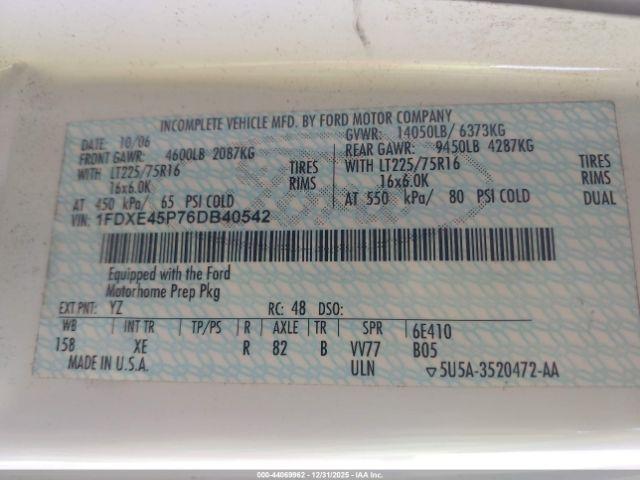 INCOMPLETE VEHICLE MFD. BY FORD MOTOR COMPANY
DATE: 10/06 GVWR: 14050LB/ 6373KG
FRONT GAWR: 4600LB 2087KG REAR GAWR: 9450LB 4287KG
WITH LT225/75R16 TIRES WITH LT225/75R16 TIRES
16x6.0K RIMS 16x6.0K RIMS
AT 450 kPa/ 65 PSI COLD AT 550 kPa/ 80 PSI COLD DUAL
VIN: 1FDXE45P76DB40542
Equipped with the Ford
Motorhome Prep Pkg
EXT PNT: YZ RC: 48 DSO:
WB INT TR TP/PS R AXLE TR SPR 6E410
158 XE R 82 B VV77 B05
MADE IN U.S.A. ULN ▽5U5A-3520472-AA
000-44069962 - 12/31/2025 - IAA Inc.